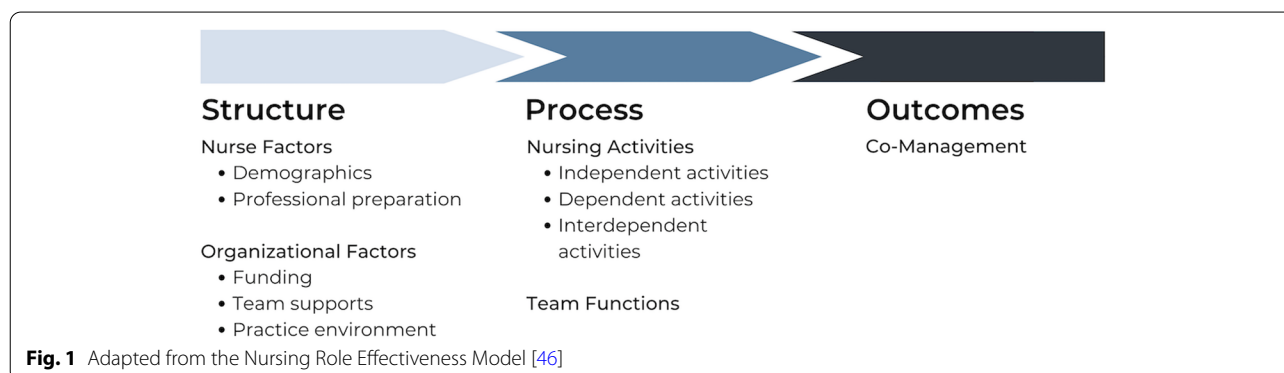 Structure
Nurse Factors
• Demographics
• Professional preparation
Organizational Factors
• Funding
• Team supports
• Practice environment
Process
Nursing Activities
• Independent activities
• Dependent activities
• Interdependent
activities
Team Functions
Outcomes
Co-Management
Fig. 1 Adapted from the Nursing Role Effectiveness Model [46]